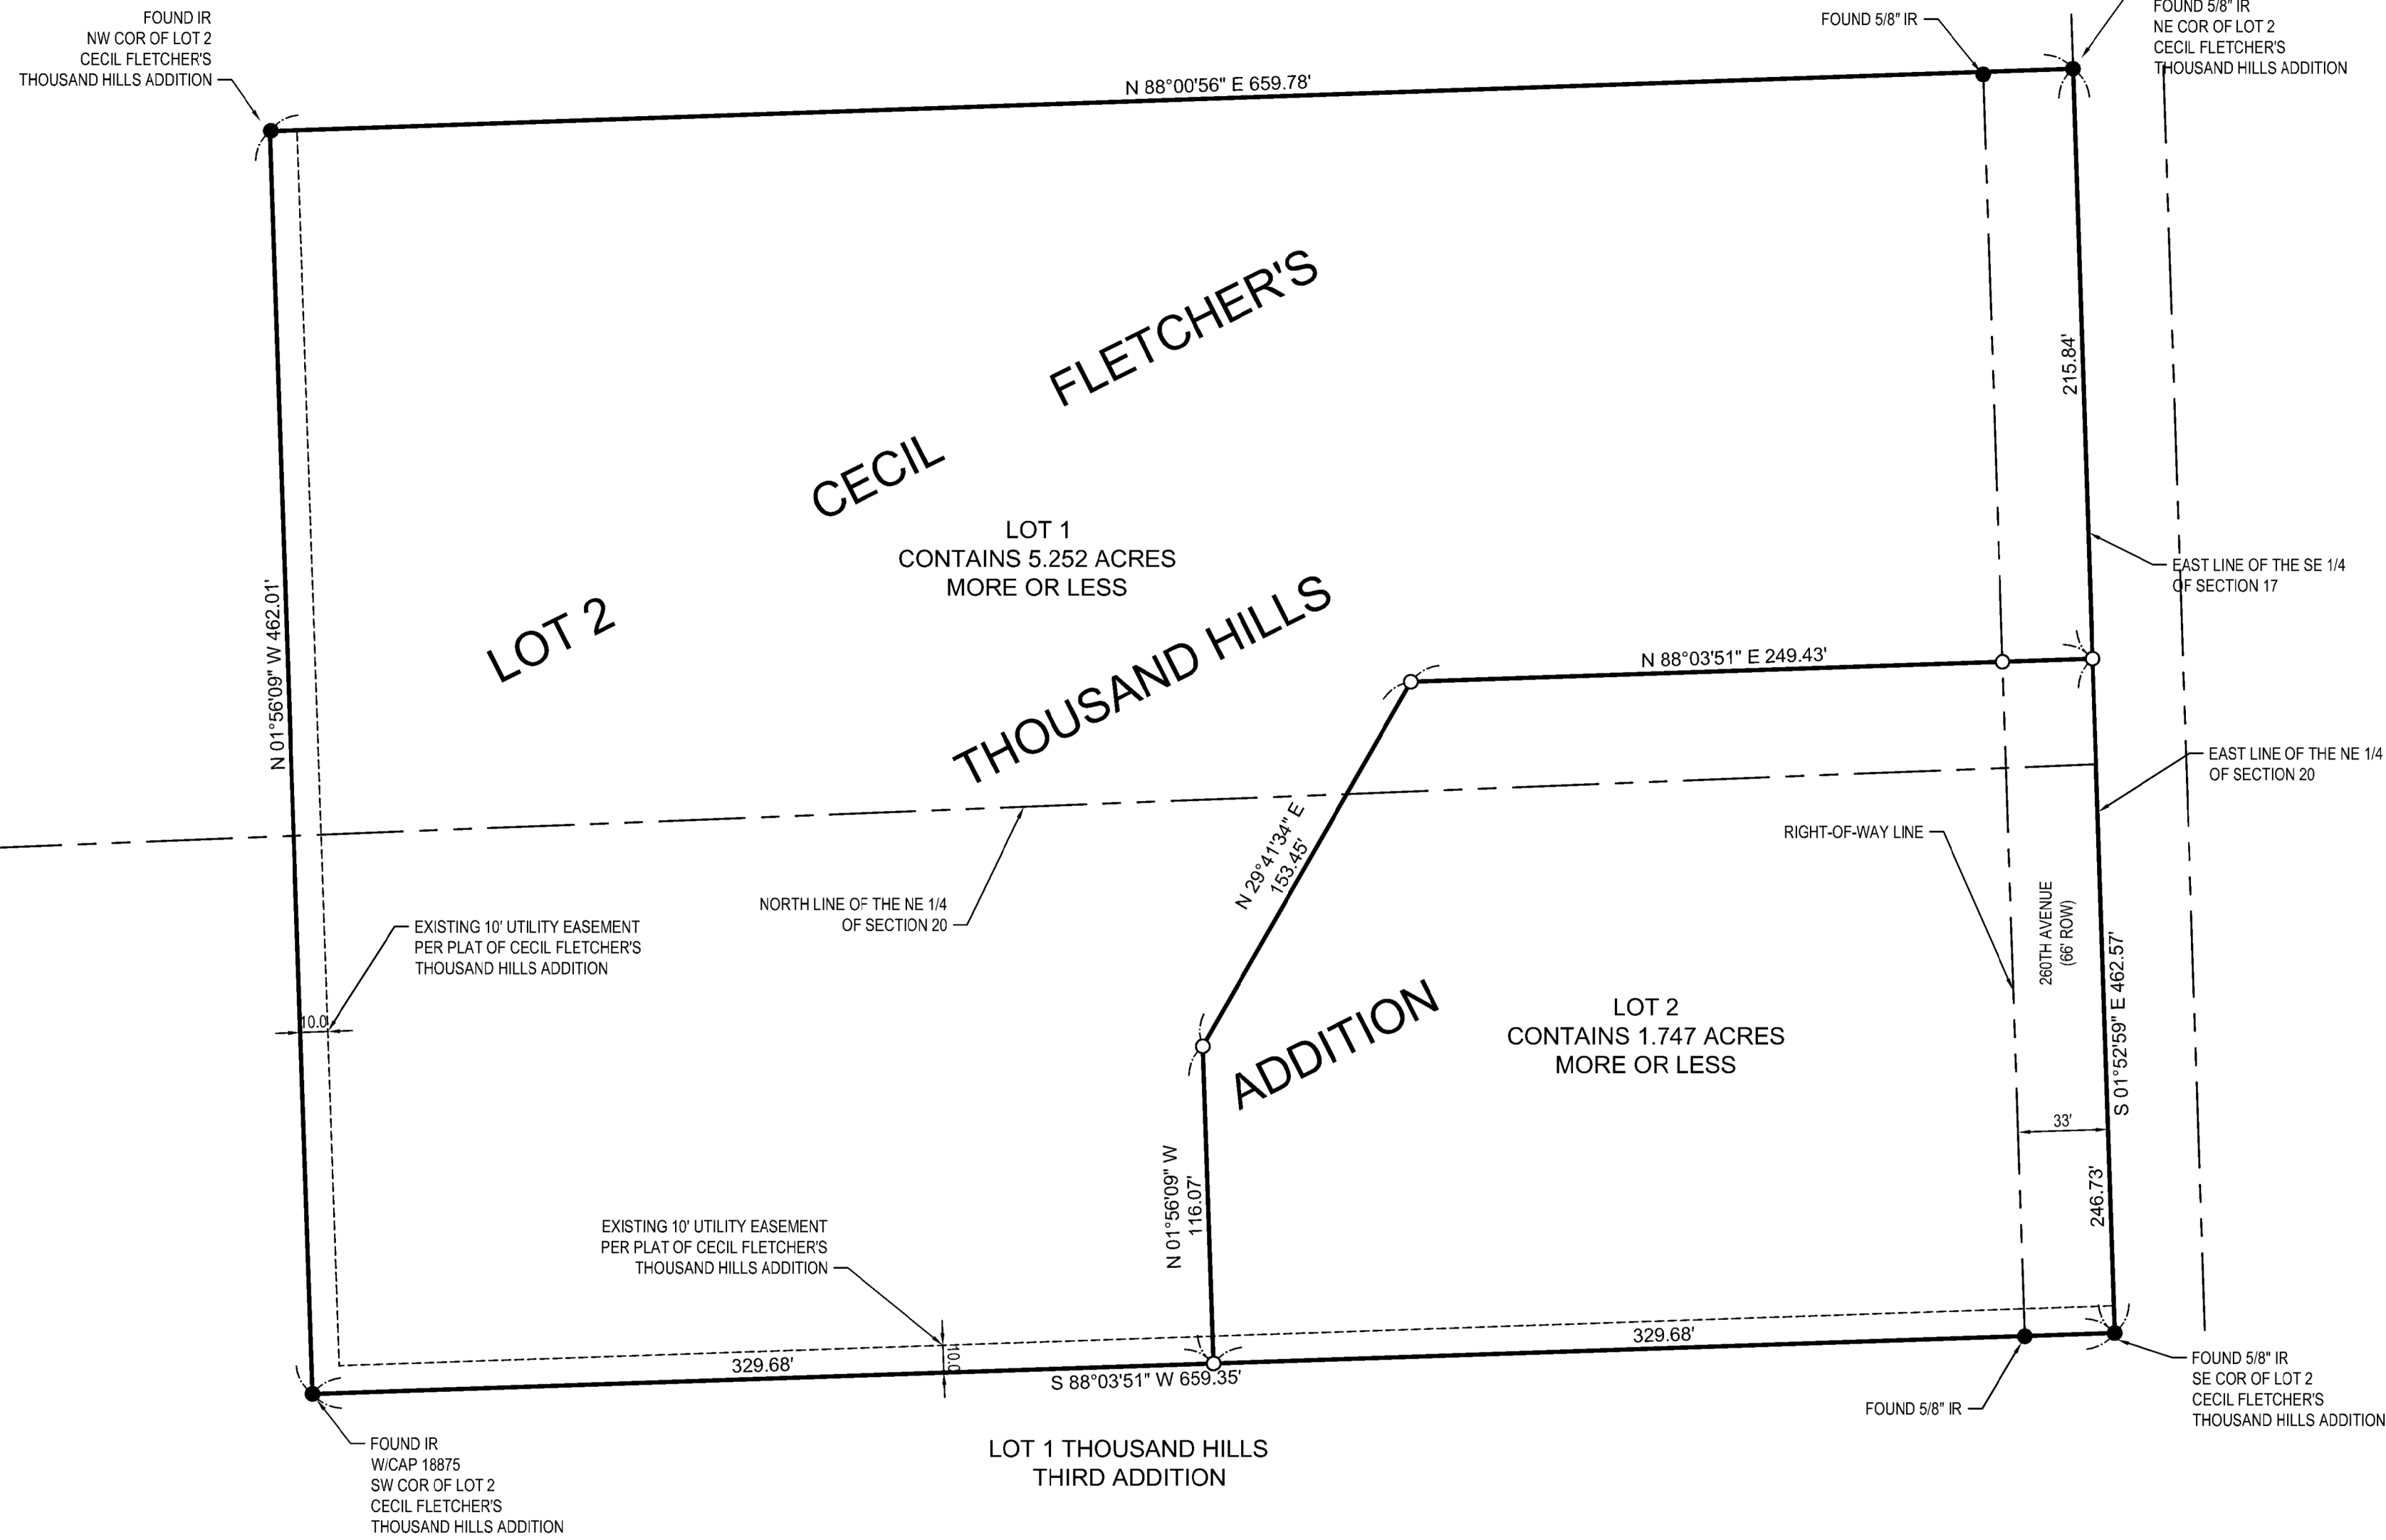 FOUND IR
NW COR OF LOT 2
CECIL FLETCHER'S
THOUSAND HILLS ADDITION
FOUND 5/8" IR
FOUND 5/8" IR
NE COR OF LOT 2
CECIL FLETCHER'S
THOUSAND HILLS ADDITION
N 88°00'56" E 659.78'
215.84'
CECIL FLETCHER'S
LOT 1
CONTAINS 5.252 ACRES
MORE OR LESS
EAST LINE OF THE SE 1/4
OF SECTION 17
LOT 2
THOUSAND HILLS
N 01°56'09" W 462.01'
N 88°03'51" E 249.43'
EAST LINE OF THE NE 1/4
OF SECTION 20
N 29°41'34" E
153.45'
RIGHT-OF-WAY LINE
NORTH LINE OF THE NE 1/4
OF SECTION 20
260TH AVENUE
(66' ROW)
EXISTING 10' UTILITY EASEMENT
PER PLAT OF CECIL FLETCHER'S
THOUSAND HILLS ADDITION
10.0'
ADDITION
LOT 2
CONTAINS 1.747 ACRES
MORE OR LESS
S 01°52'59" E 462.57'
33'
246.73'
N 01°56'09" W
116.07'
EXISTING 10' UTILITY EASEMENT
PER PLAT OF CECIL FLETCHER'S
THOUSAND HILLS ADDITION
10.0'
329.68'
329.68'
S 88°03'51" W 659.35'
FOUND 5/8" IR
SE COR OF LOT 2
CECIL FLETCHER'S
THOUSAND HILLS ADDITION
FOUND 5/8" IR
LOT 1 THOUSAND HILLS
THIRD ADDITION
FOUND IR
W/CAP 18875
SW COR OF LOT 2
CECIL FLETCHER'S
THOUSAND HILLS ADDITION